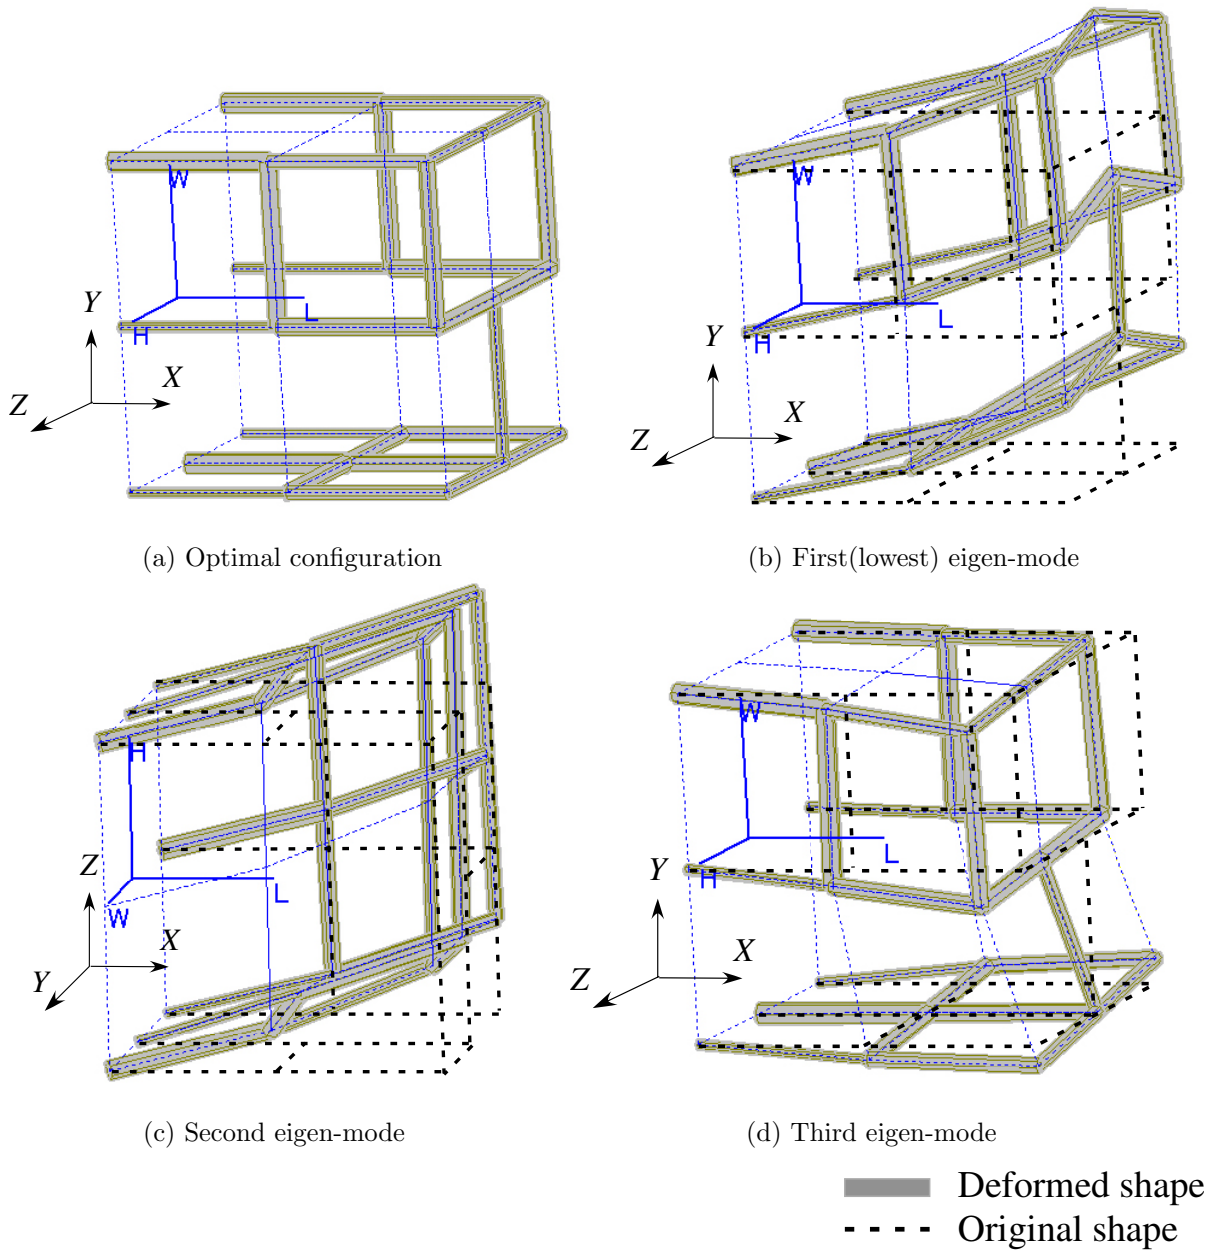 W
L
H
Y
X
Z
(a) Optimal configuration
W
L
H
Y
X
Z
(b) First(lowest) eigen-mode
H
L
W
Z
X
Y
(c) Second eigen-mode
W
L
H
Y
X
Z
(d) Third eigen-mode
Deformed shape
Original shape